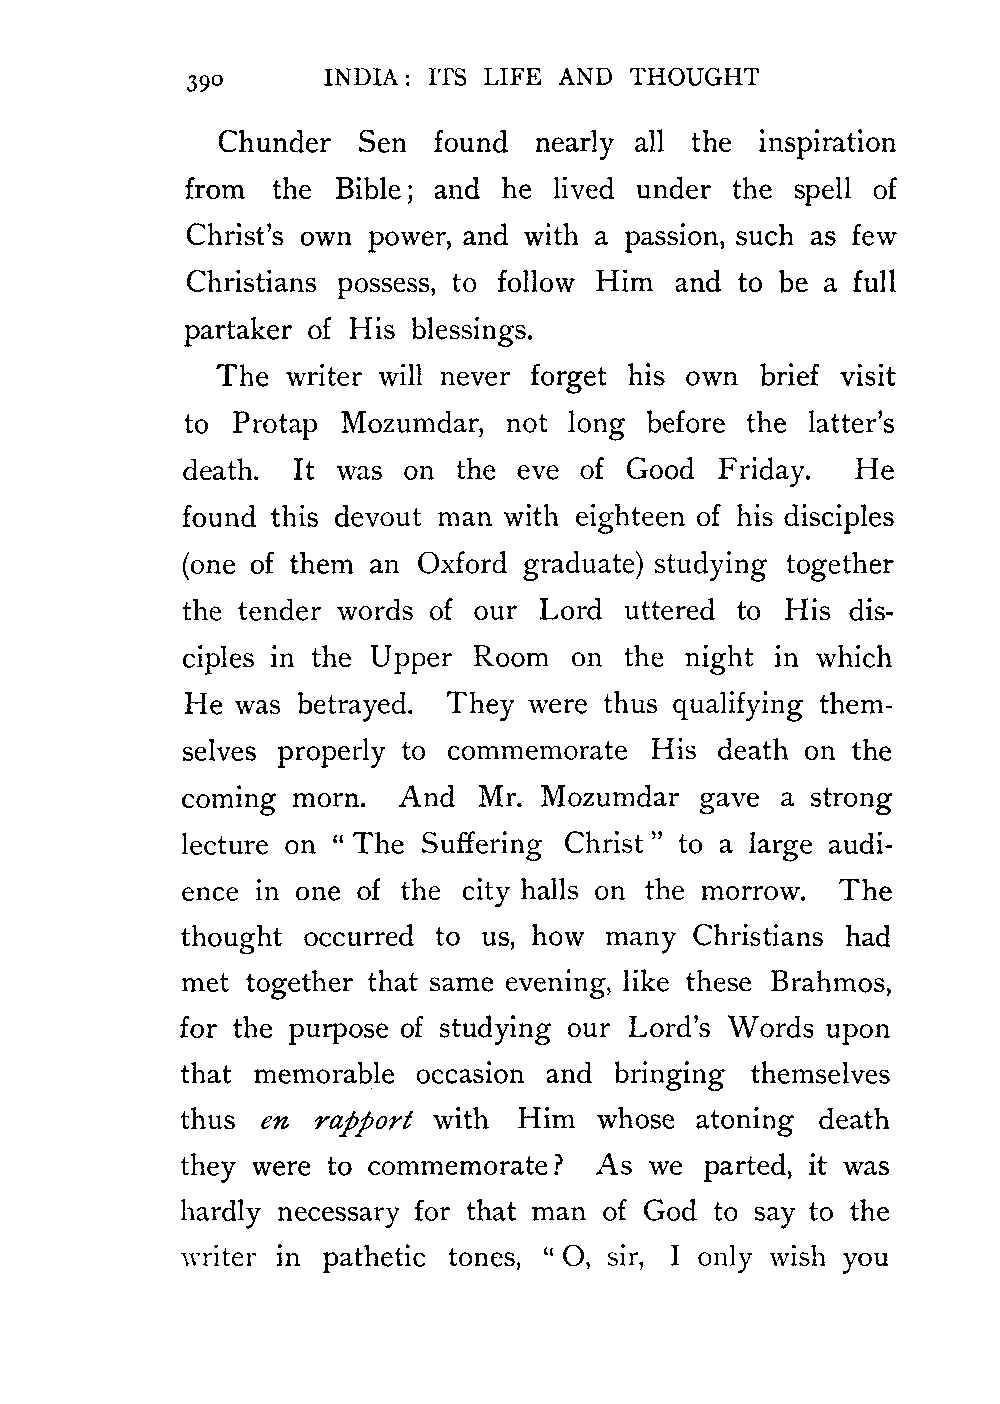 390 INDIA: ITS LIFE AND THOUGHT
Chunder Sen found nearly all the inspiration
from the Bible; and he lived under the spell of
Christ's own power, and with a passion, such as few
Christians possess, to follow Him and to be a full
partaker of His blessings.
The writer will never forget his own brief visit
to Protap Mozumdar, not long before the latter's
death. It was on the eve of Good Friday. He
found this devout man with eighteen of his disciples
(one of them an Oxford graduate) studying together
the tender words of our Lord uttered to His dis-
ciples in the Upper Room on the night in which
He was betrayed. They were thus qualifying them-
selves properly to commemorate His death on the
coming morn. And Mr. Mozumdar gave a strong
lecture on "The Suffering Christ" to a large audi-
ence in one of the city halls on the morrow. The
thought occurred to us, how many Christians had
met together that same evening, like these Brahmos,
for the purpose of studying our Lord's Words upon
that memorable occasion and bringing themselves
thus en rapport with Him whose atoning death
they were to commemorate? As we parted, it was
hardly necessary for that man of God to say to the
writer in pathetic tones, "O, sir, I only wish you